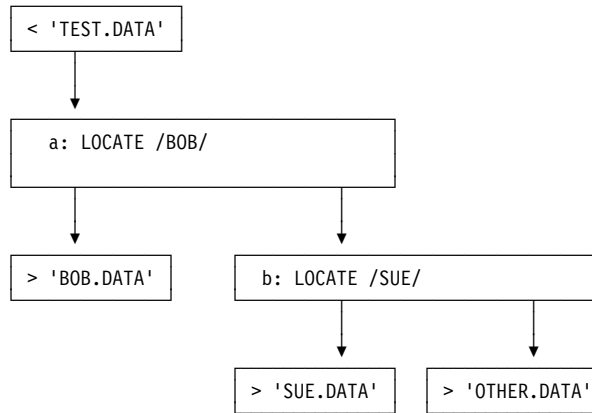 < 'TEST.DATA'
a: LOCATE /BOB/
> 'BOB.DATA'
b: LOCATE /SUE/
> 'SUE.DATA'
> 'OTHER.DATA'